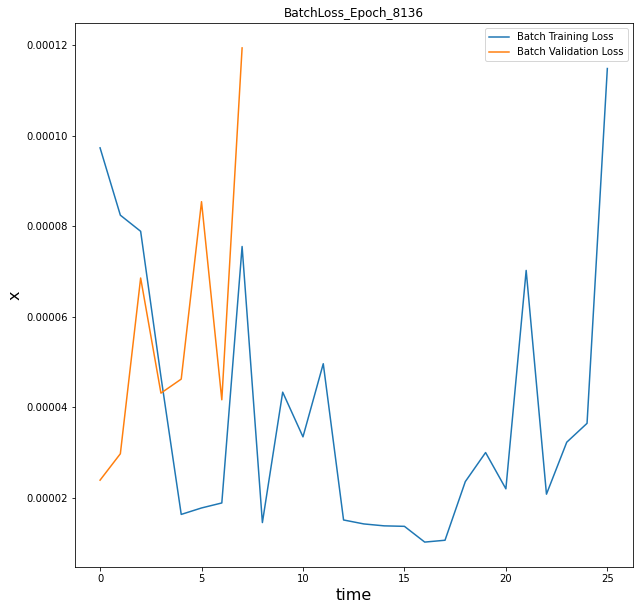 BatchLoss_Epoch_8136
Batch Training Loss
Batch Validation Loss
0.00012
0.00010
0.00008
0.00006
0.00004
0.00002
x
0 5 10 15 20 25
time